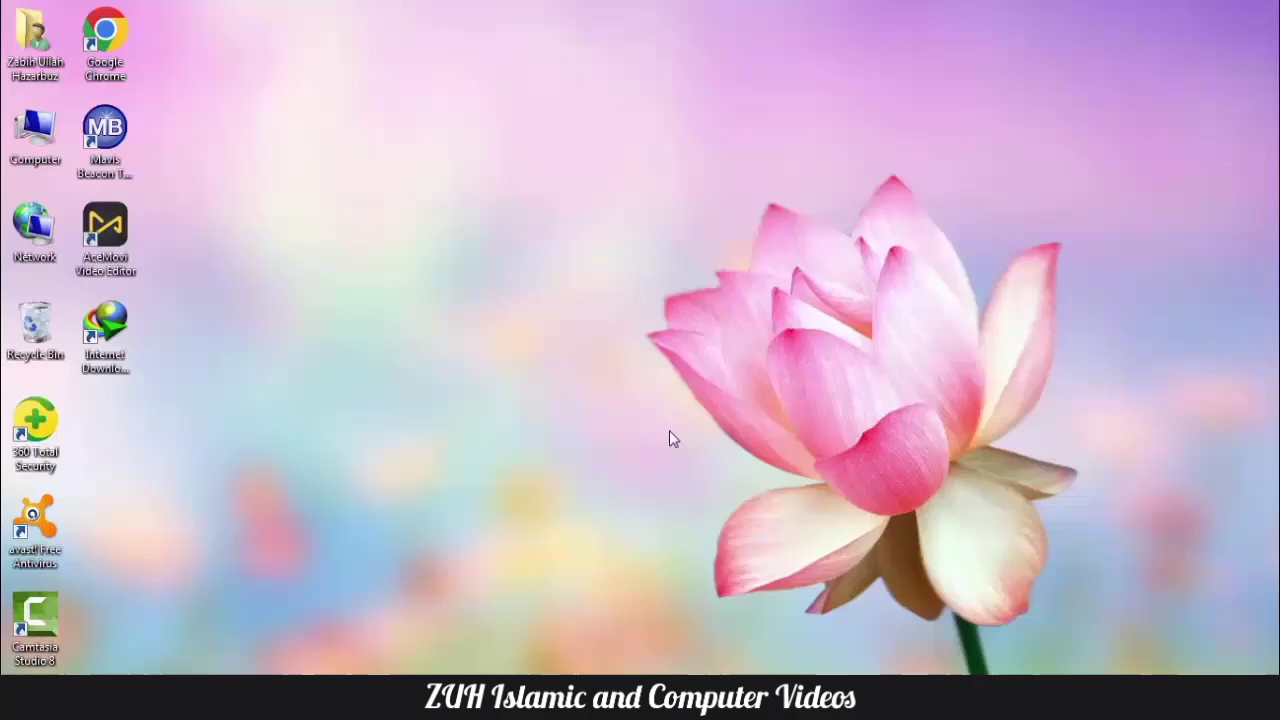 Zabih Ullah
Hazarbuz
Google
Chrome
Computer
MB
Mavis
Beacon T...
Network
AceMovi
Video Editor
Recycle Bin
Internet
Downlo...
360 Total
Security
avast! Free
Antivirus
Camtasia
Studio 8
ZUH Islamic and Computer Videos